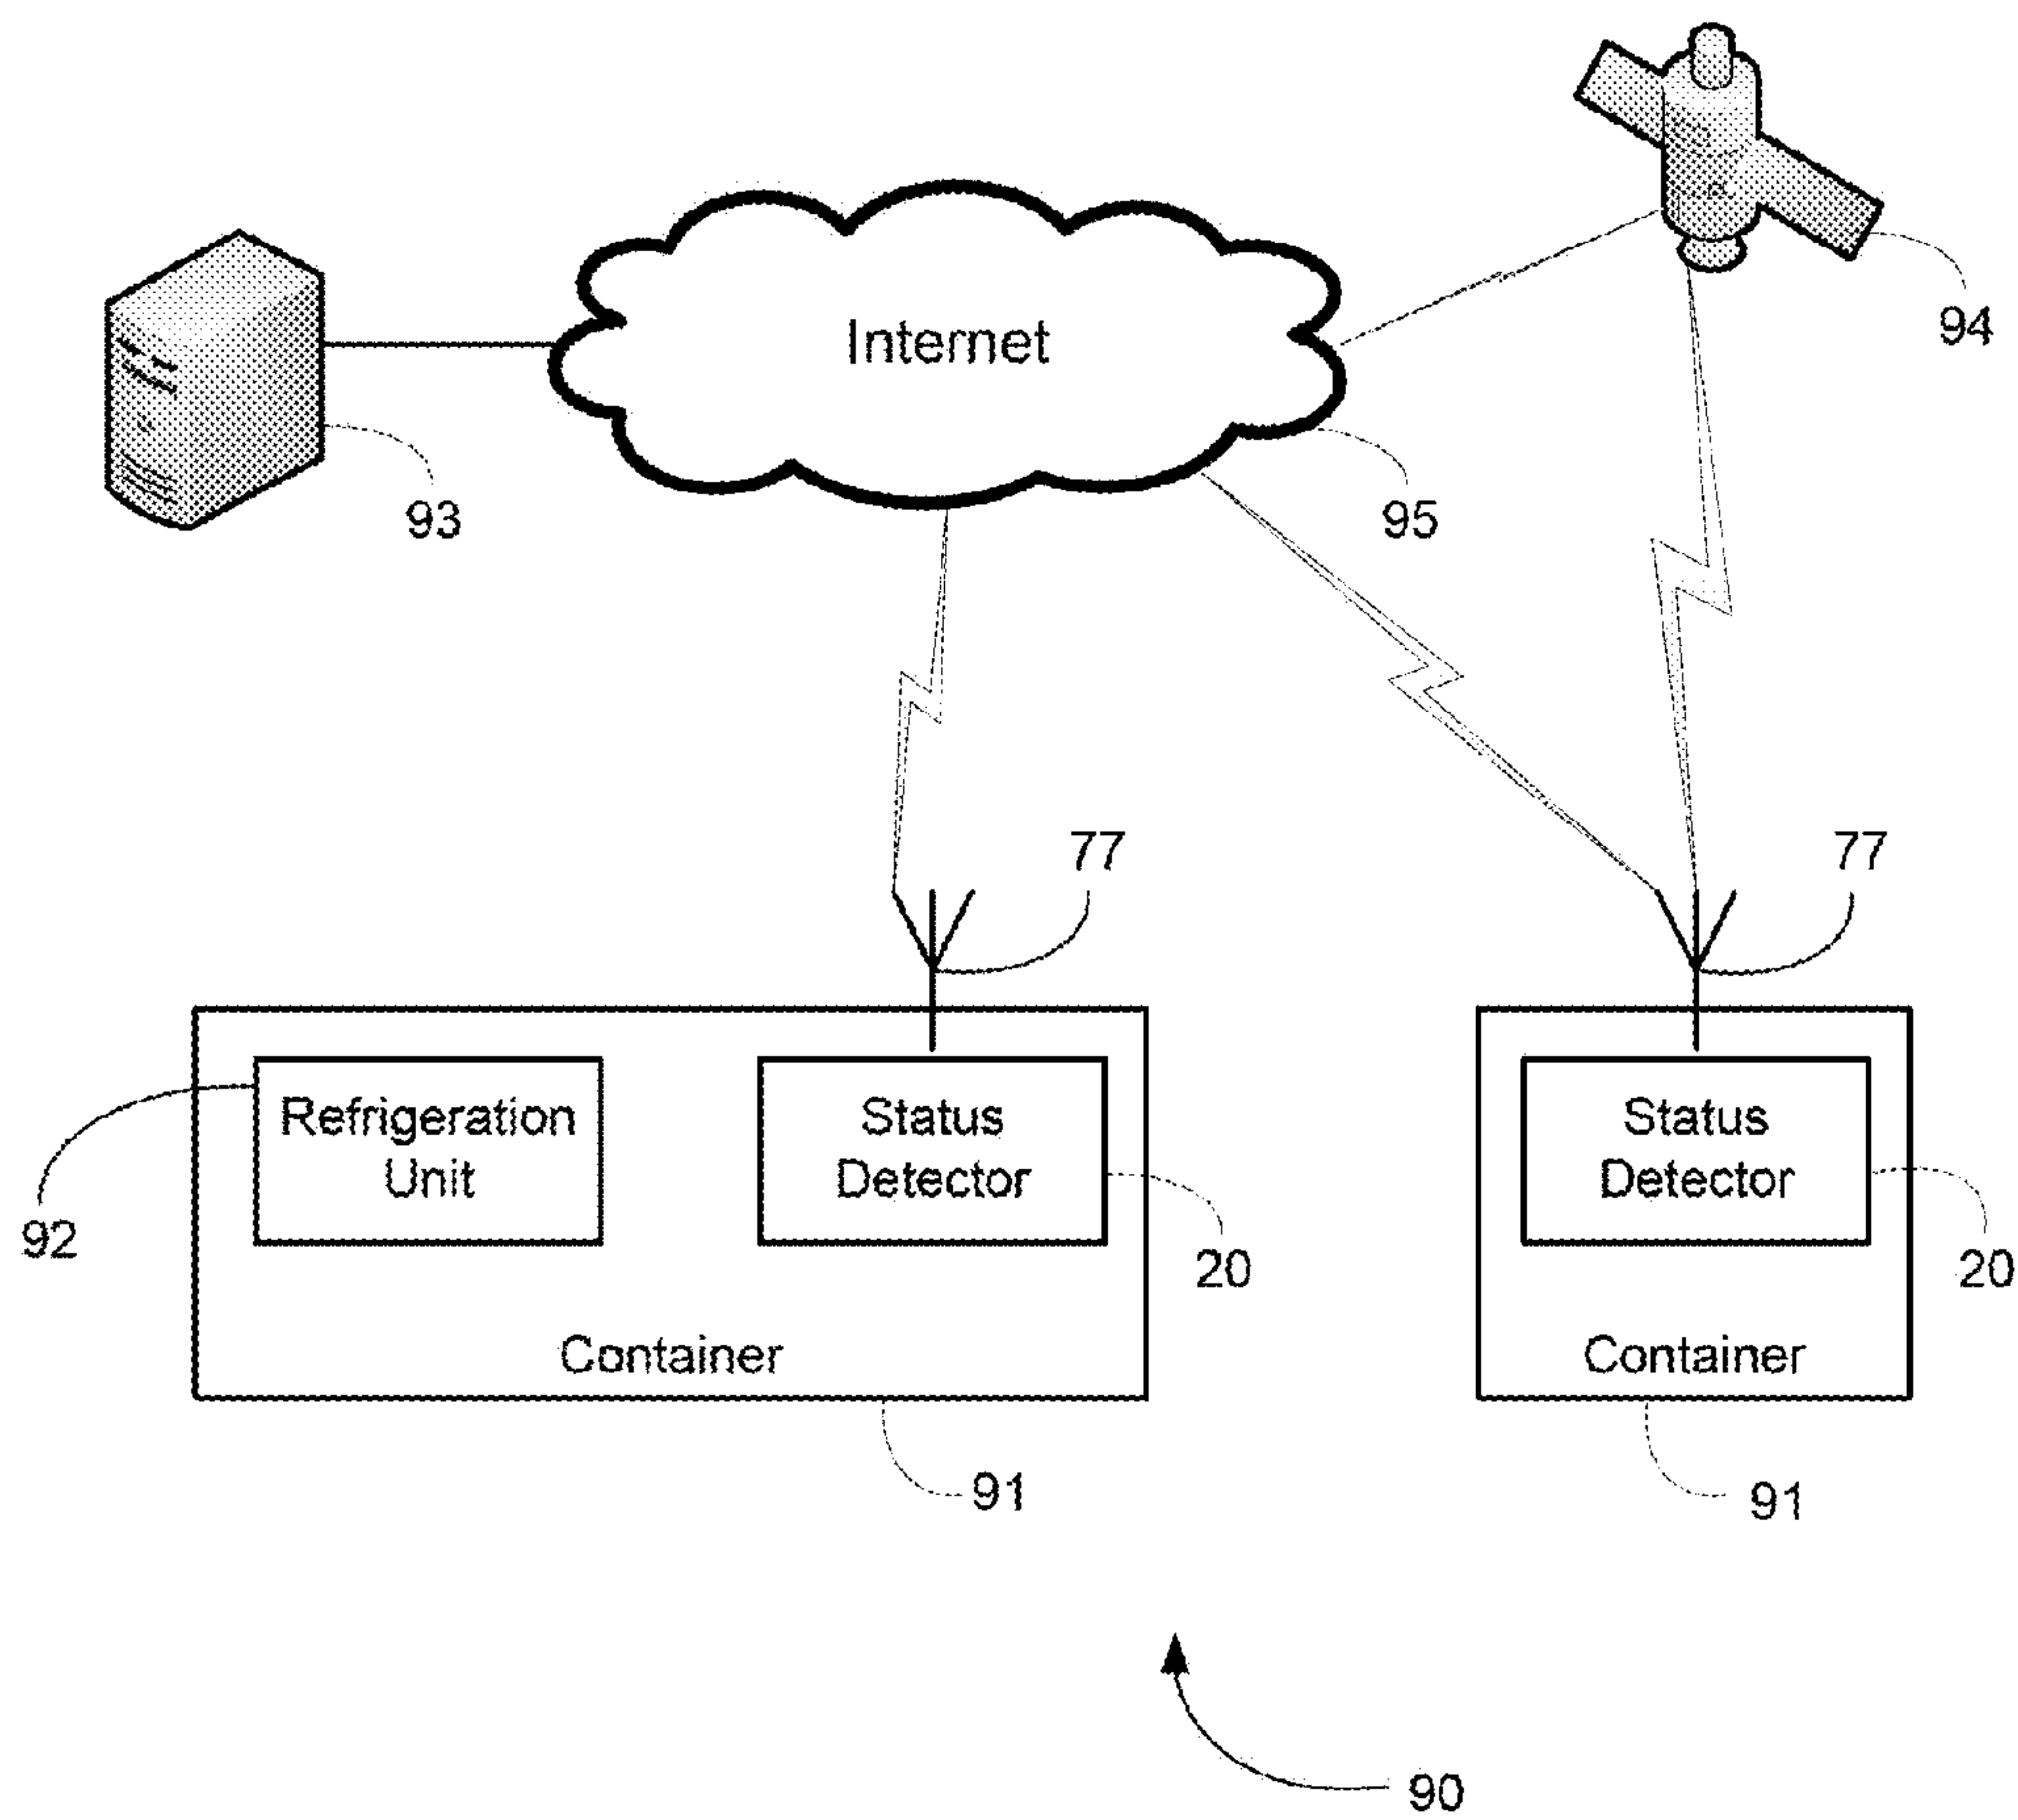 Internet
94
93
95
77
77
Refrigeration
Unit
Status
Detector
Status
Detector
92
20
20
Container
Container
91
91
90